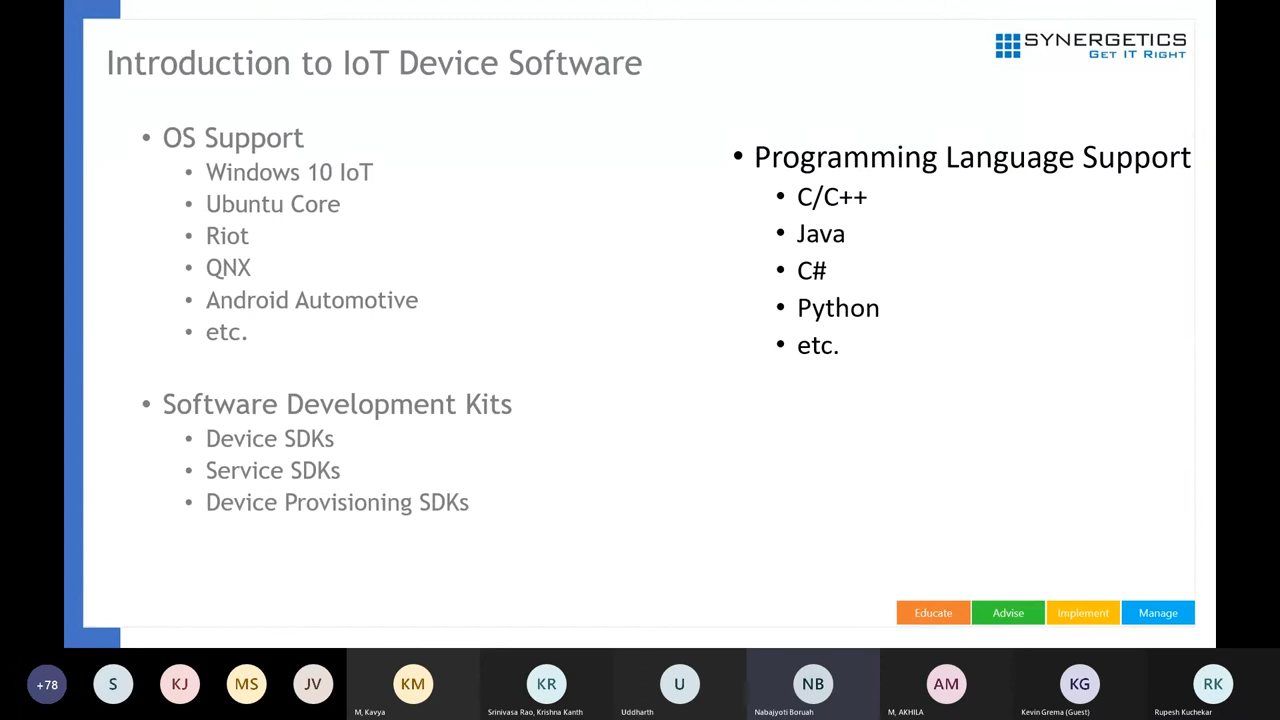 Introduction to IoT Device Software
SYNERGETICS
GET IT RIGHT
• OS Support
• Windows 10 IoT
• Ubuntu Core
• Riot
• QNX
• Android Automotive
• etc.
• Software Development Kits
• Device SDKs
• Service SDKs
• Device Provisioning SDKs
• Programming Language Support
• C/C++
• Java
• C#
• Python
• etc.
Educate
Advise
Implement
Manage
+78
S
KJ
MS
JV
KM
M, Kavya
KR
Srinivasa Rao, Krishna Kanth
U
Uddharth
NB
Nabajyoti Boruah
AM
M, AKHILA
KG
Kevin Grema (Guest)
RK
Rupesh Kuchekar